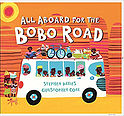 ALL ABOARD FOR THE
BOBO ROAD
STEPHEN DAVIES
CHRISTOPHER CORR